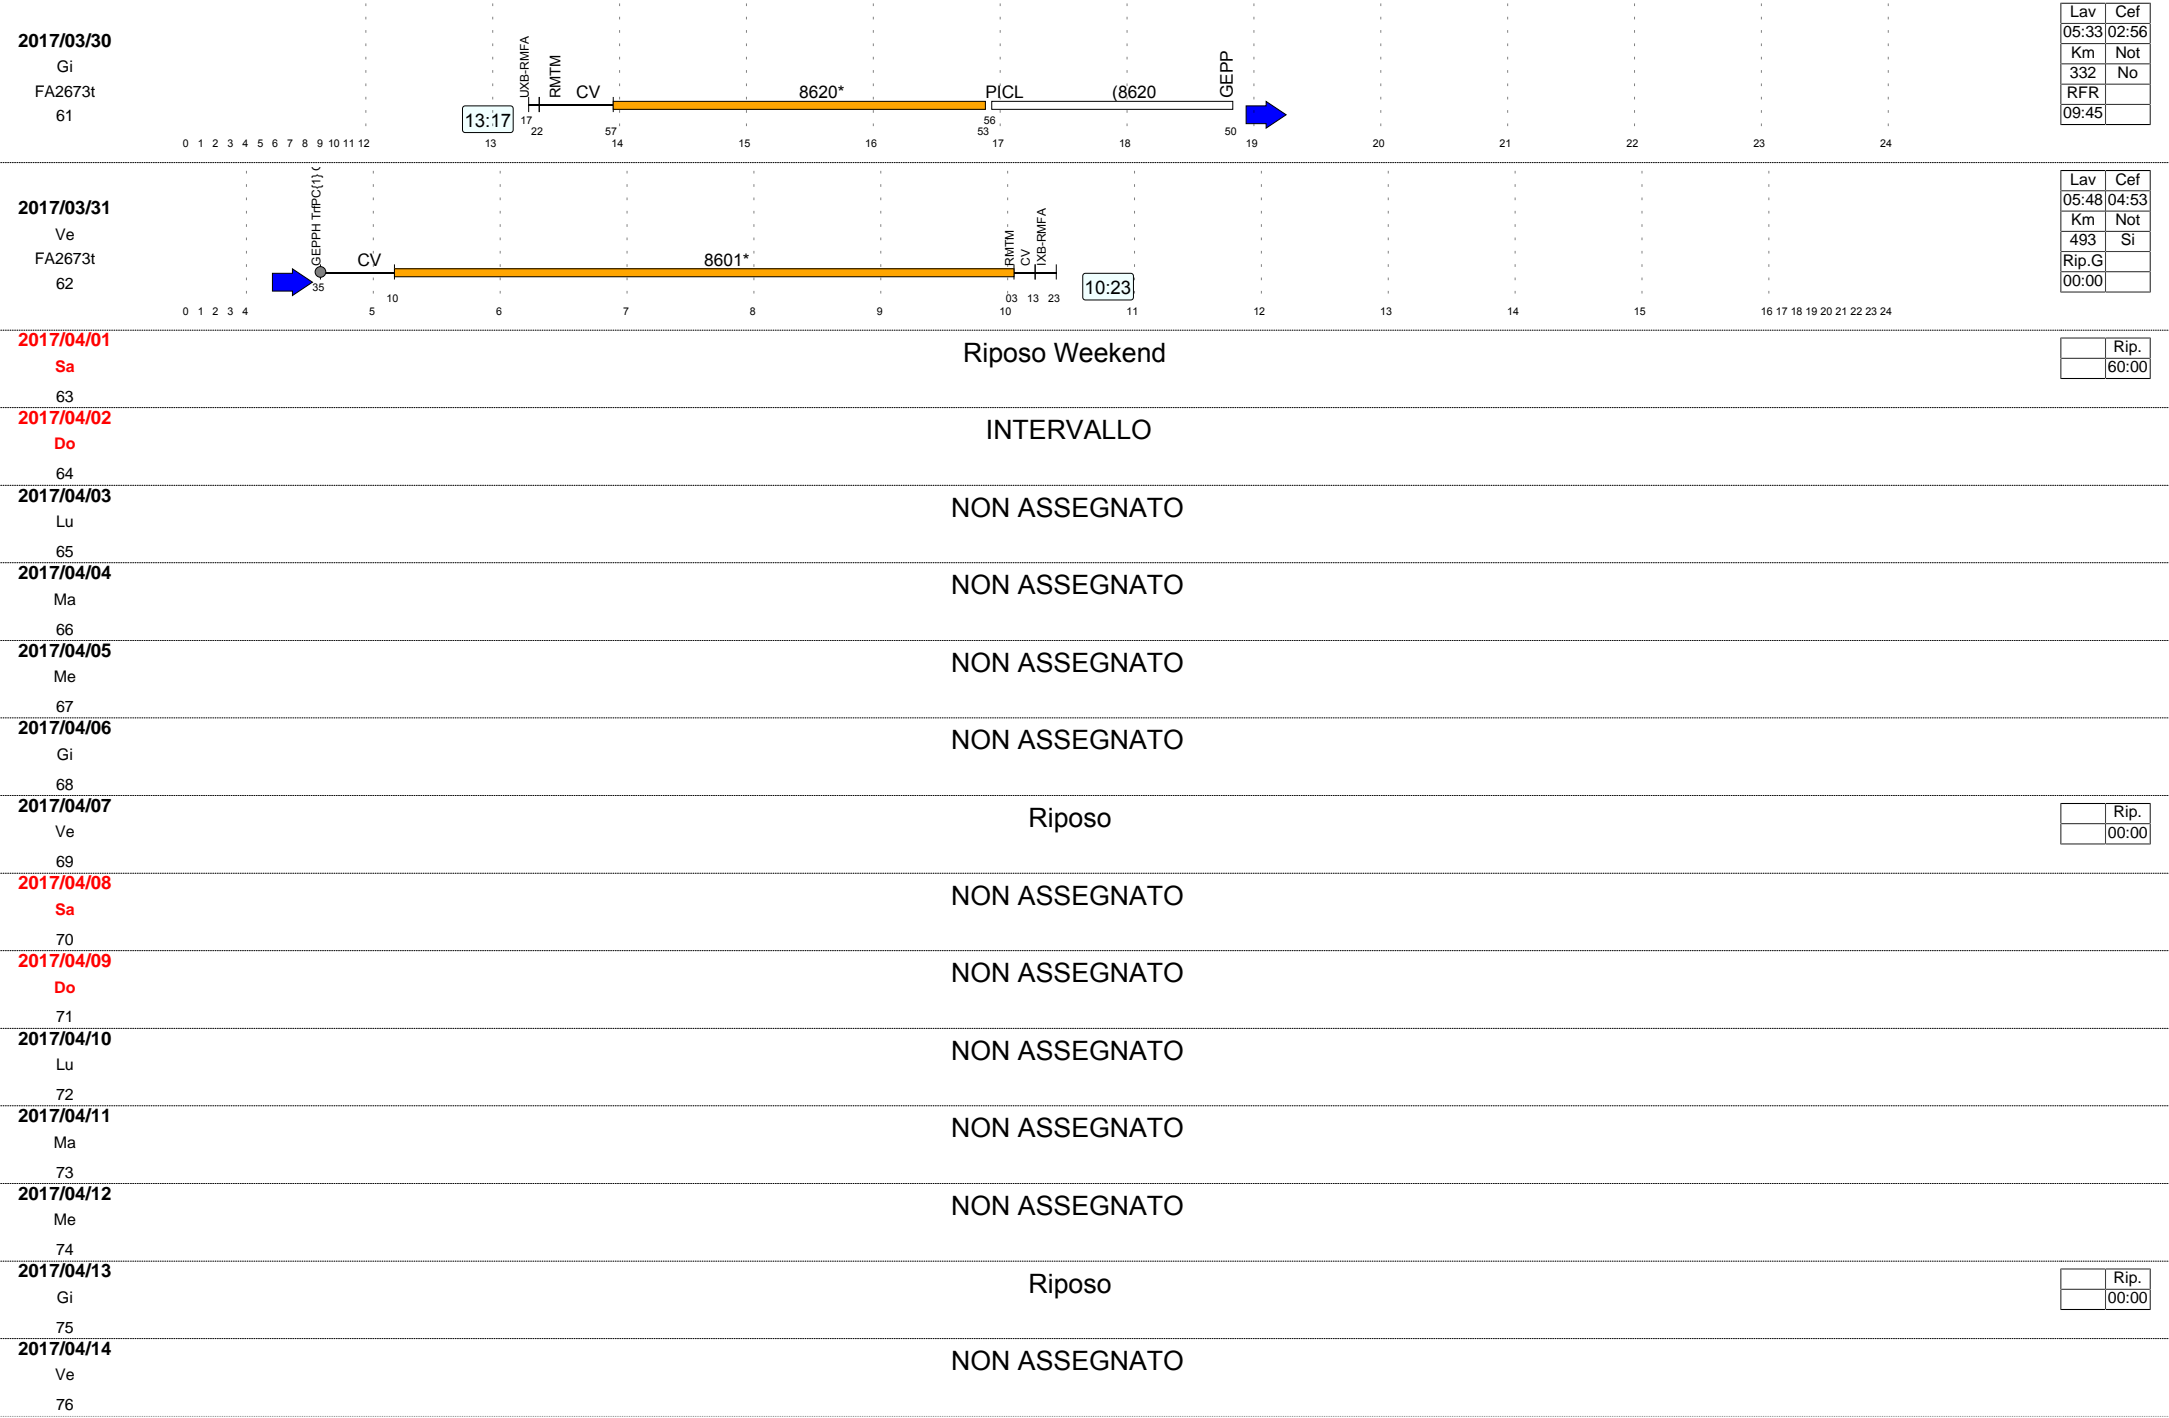 2017/03/30
Gi
FA2673t
61
13:17
UXB-RMFA
RMTM
CV
8620*
PICL
(8620
GEPP
17
22
57
53
56
50
0 1 2 3 4 5 6 7 8 9 10 11 12 13 14 15 16 17 18 19 20 21 22 23 24
Lav Cef
05:33 02:56
Km Not
332 No
RFR
09:45
2017/03/31
Ve
FA2673t
62
GEPPH TrfPC{1}
CV
8601*
RMTM
CV
IXB-RMFA
10:23
35
10
03 13 23
0 1 2 3 4 5 6 7 8 9 10 11 12 13 14 15 16 17 18 19 20 21 22 23 24
Lav Cef
05:48 04:53
Km Not
493 Si
Rip.G
00:00
2017/04/01
Sa
63
Riposo Weekend
Rip.
60:00
2017/04/02
Do
64
INTERVALLO
2017/04/03
Lu
65
NON ASSEGNATO
2017/04/04
Ma
66
NON ASSEGNATO
2017/04/05
Me
67
NON ASSEGNATO
2017/04/06
Gi
68
NON ASSEGNATO
2017/04/07
Ve
69
Riposo
Rip.
00:00
2017/04/08
Sa
70
NON ASSEGNATO
2017/04/09
Do
71
NON ASSEGNATO
2017/04/10
Lu
72
NON ASSEGNATO
2017/04/11
Ma
73
NON ASSEGNATO
2017/04/12
Me
74
NON ASSEGNATO
2017/04/13
Gi
75
Riposo
Rip.
00:00
2017/04/14
Ve
76
NON ASSEGNATO